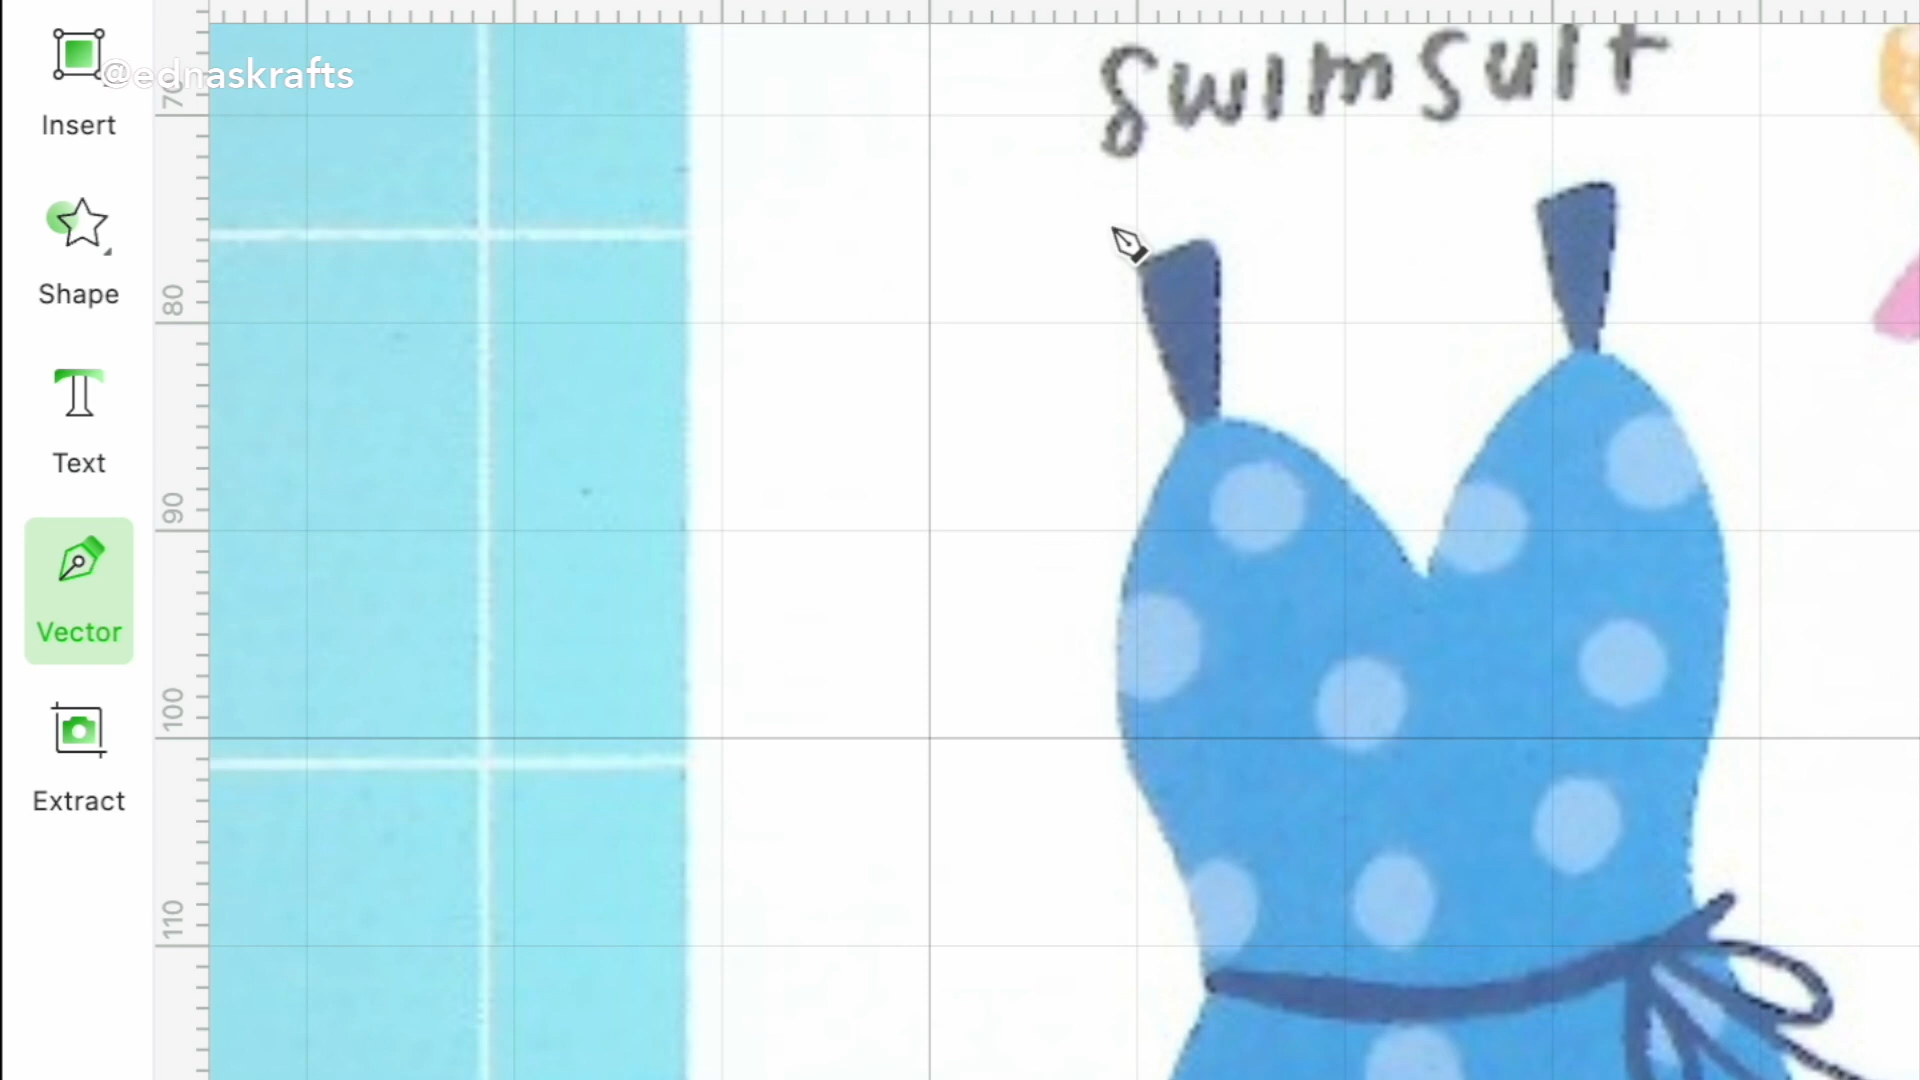 swimsuit
@ednaskrafts
Insert
70
Shape
80
Text
90
Vector
100
Extract
110